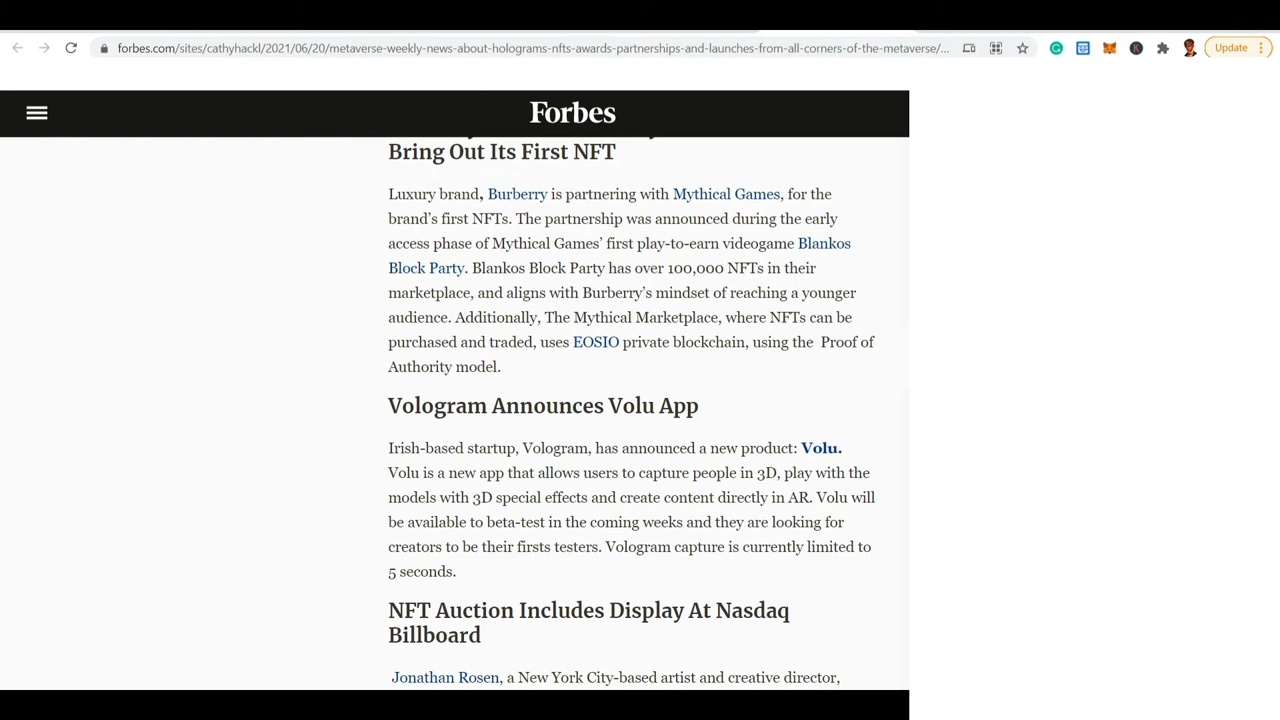 forbes.com/sites/cathyhackl/2021/06/20/metaverse-weekly-news-about-holograms-nfts-awards-partnerships-and-launches-from-all-corners-of-the-metaverse/...
Update
Forbes
Bring Out Its First NFT
Luxury brand, Burberry is partnering with Mythical Games, for the
brand’s first NFTs. The partnership was announced during the early
access phase of Mythical Games’ first play-to-earn videogame Blankos
Block Party. Blankos Block Party has over 100,000 NFTs in their
marketplace, and aligns with Burberry’s mindset of reaching a younger
audience. Additionally, The Mythical Marketplace, where NFTs can be
purchased and traded, uses EOSIO private blockchain, using the Proof of
Authority model.
Vologram Announces Volu App
Irish-based startup, Vologram, has announced a new product: Volu.
Volu is a new app that allows users to capture people in 3D, play with the
models with 3D special effects and create content directly in AR. Volu will
be available to beta-test in the coming weeks and they are looking for
creators to be their firsts testers. Vologram capture is currently limited to
5 seconds.
NFT Auction Includes Display At Nasdaq
Billboard
Jonathan Rosen, a New York City-based artist and creative director,